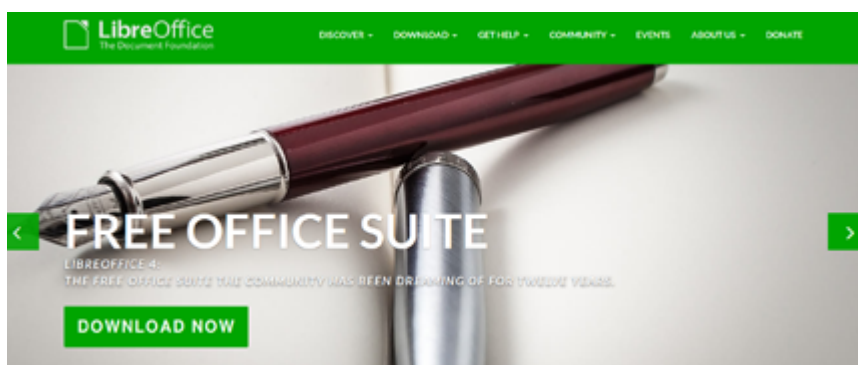 LibreOffice
The Document Foundation
DISCOVER DOWNLOAD GET HELP COMMUNITY EVENTS ABOUT US DONATE
FREE OFFICE SUITE
LIBREOFFICE 4:
THE FREE OFFICE SUITE THE COMMUNITY HAS BEEN DREAMING OF FOR TWELVE YEARS.
DOWNLOAD NOW